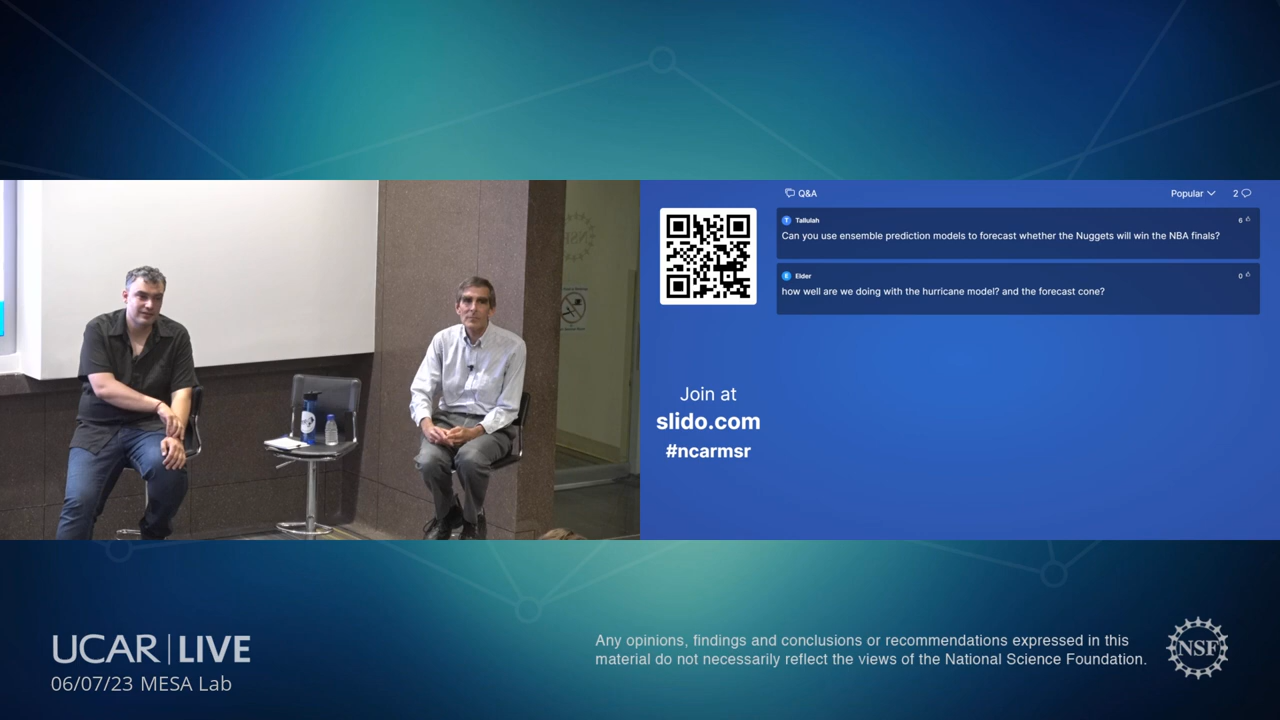 Q&A
Popular
2
T
Tallulah
6
Can you use ensemble prediction models to forecast whether the Nuggets will win the NBA finals?
E
Elder
0
how well are we doing with the hurricane model? and the forecast cone?
Join at
slido.com
#ncarmsr
NSF
UCAR | LIVE
06/07/23 MESA Lab
Any opinions, findings and conclusions or recommendations expressed in this
material do not necessarily reflect the views of the National Science Foundation.
NSF